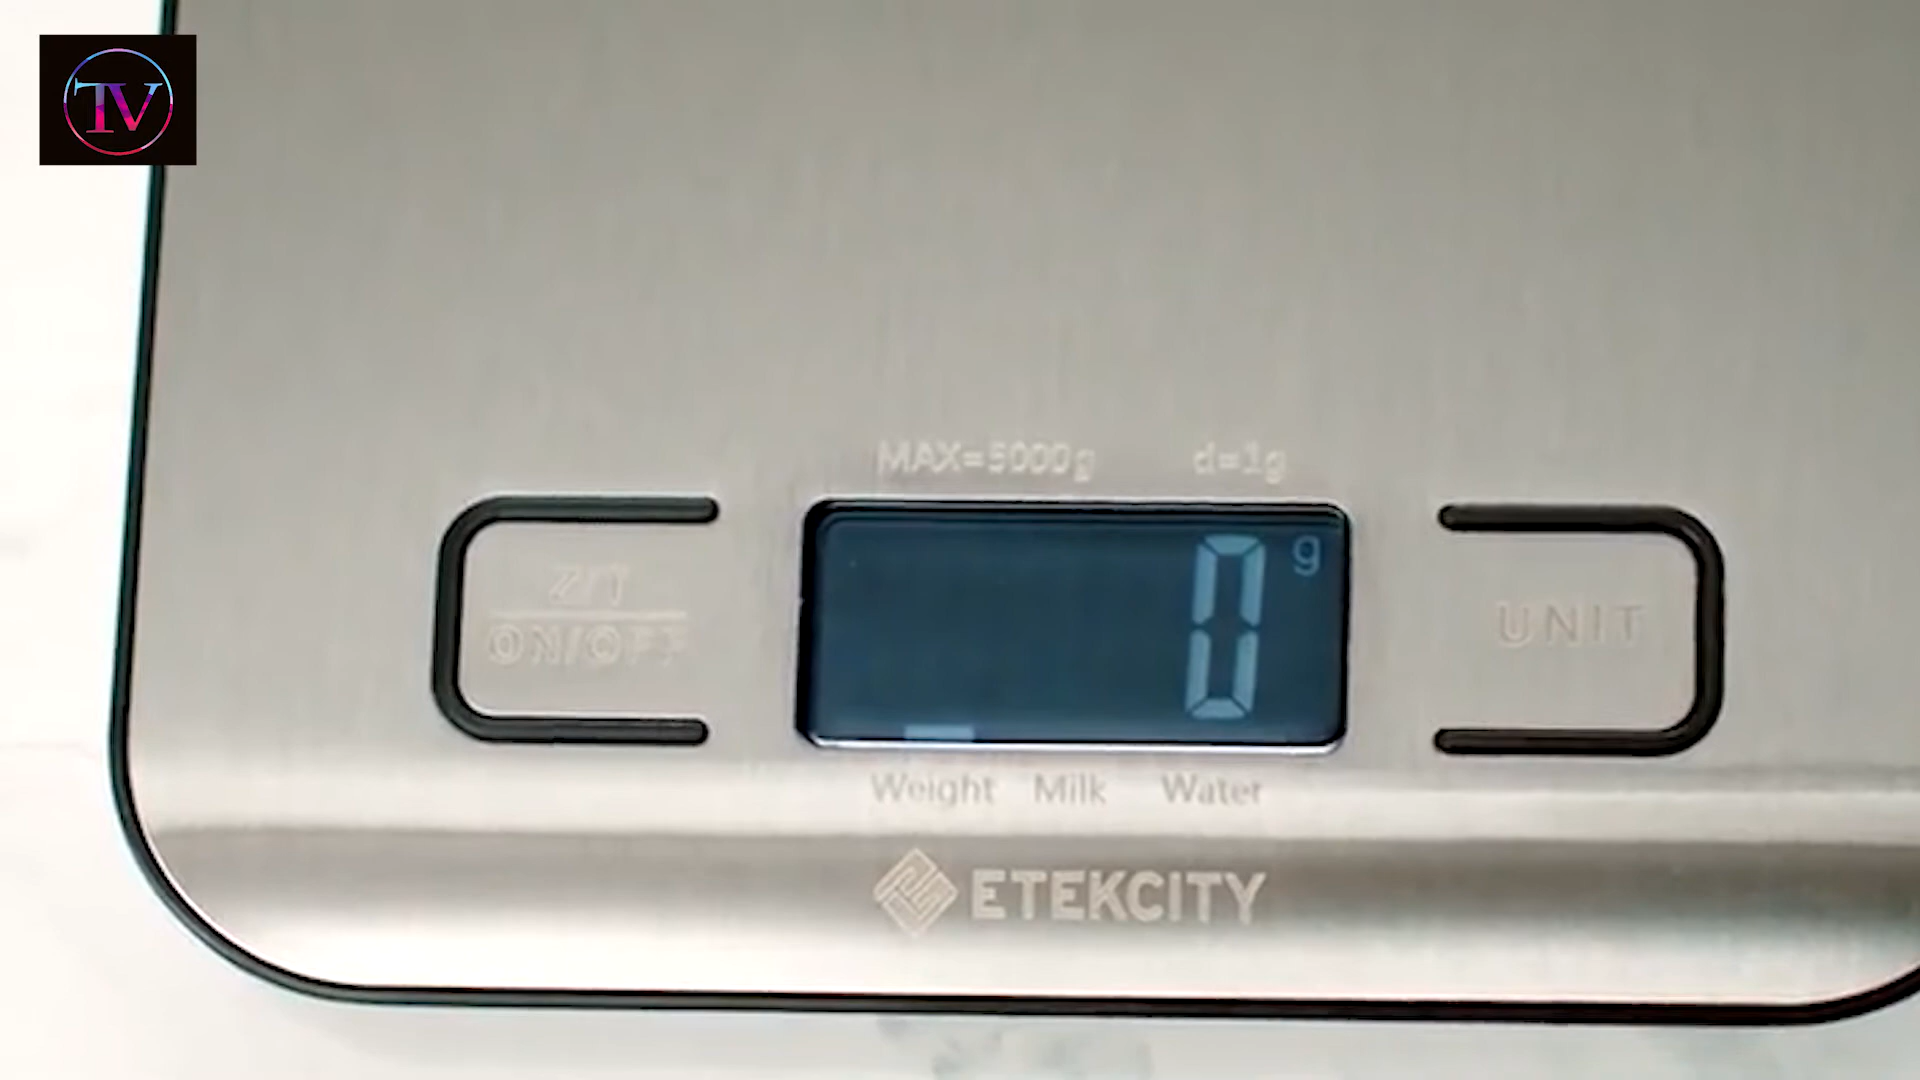 TV
MAX=5000g d=1g
0 g
Z/T
ON/OFF
UNIT
Weight Milk Water
ETEKCITY